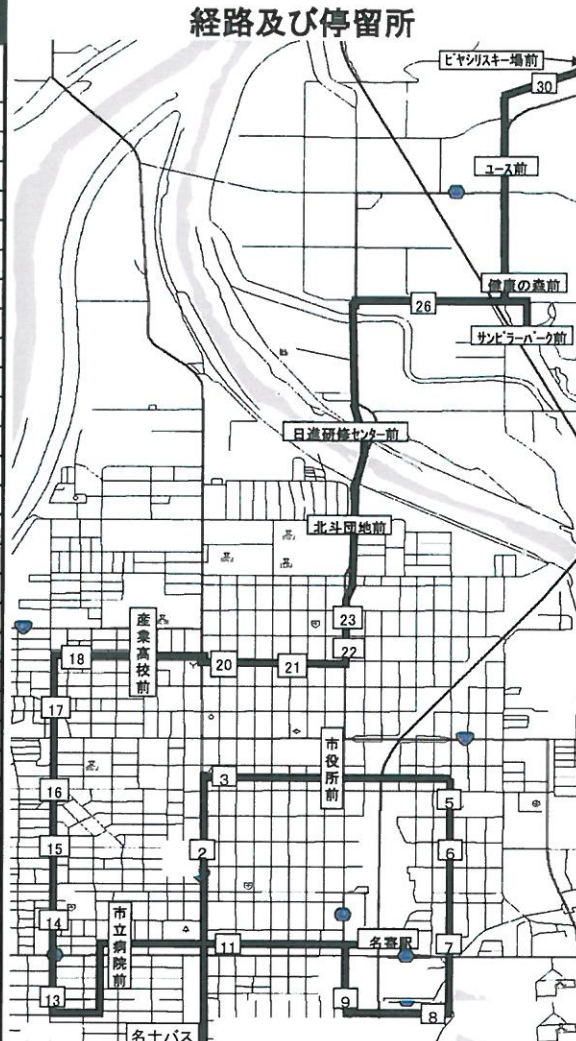 経路及び停留所
ピヤシリスキー場前
30
ユース前
健康の森前
26
サンピラーパーク前
日進研修センター前
北斗団地前
23
22
産業高校前
18
20
21
17
市役所前
3
5
16
2
6
15
市立病院前
14
11
名寄駅
7
13
9
8
名士バス